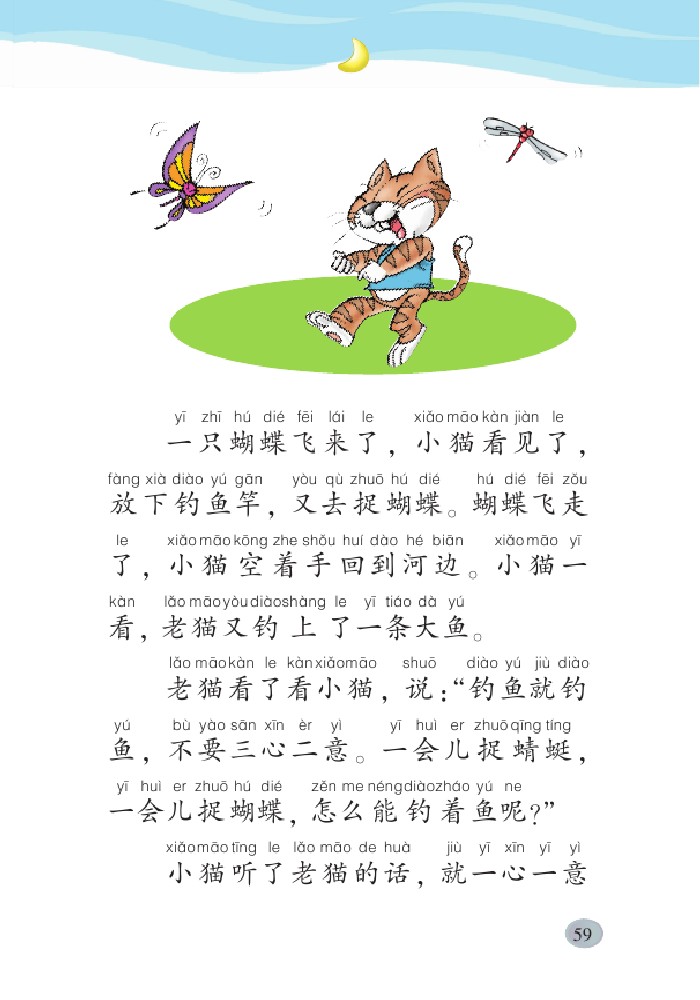 yī zhī hú dié fēi lái le xiǎo māo kàn jiàn le
一只蝴蝶飞来了，小猫看见了，
fàng xià diào yú gān yòu qù zhuō hú dié hú dié fēi zǒu
放下钓鱼竿，又去捉蝴蝶。蝴蝶飞走
le xiǎo māo kōng zhe shǒu huí dào hé biān xiǎo māo yī
了，小猫空着手回到河边。小猫一
kàn lǎo māo yòu diào shàng le yī tiáo dà yú
看，老猫又钓上了一条大鱼。
lǎo māo kàn le kàn xiǎo māo shuō diào yú jiù diào
老猫看了看小猫，说：“钓鱼就钓
yú bù yào sān xīn èr yì yī huì er zhuō qīng tíng
鱼，不要三心二意。一会儿捉蜻蜓，
yī huì er zhuō hú dié zěn me néng diào zháo yú ne
一会儿捉蝴蝶，怎么能钓着鱼呢？”
xiǎo māo tīng le lǎo māo de huà jiù yī xīn yī yì
小猫听了老猫的话，就一心一意
59